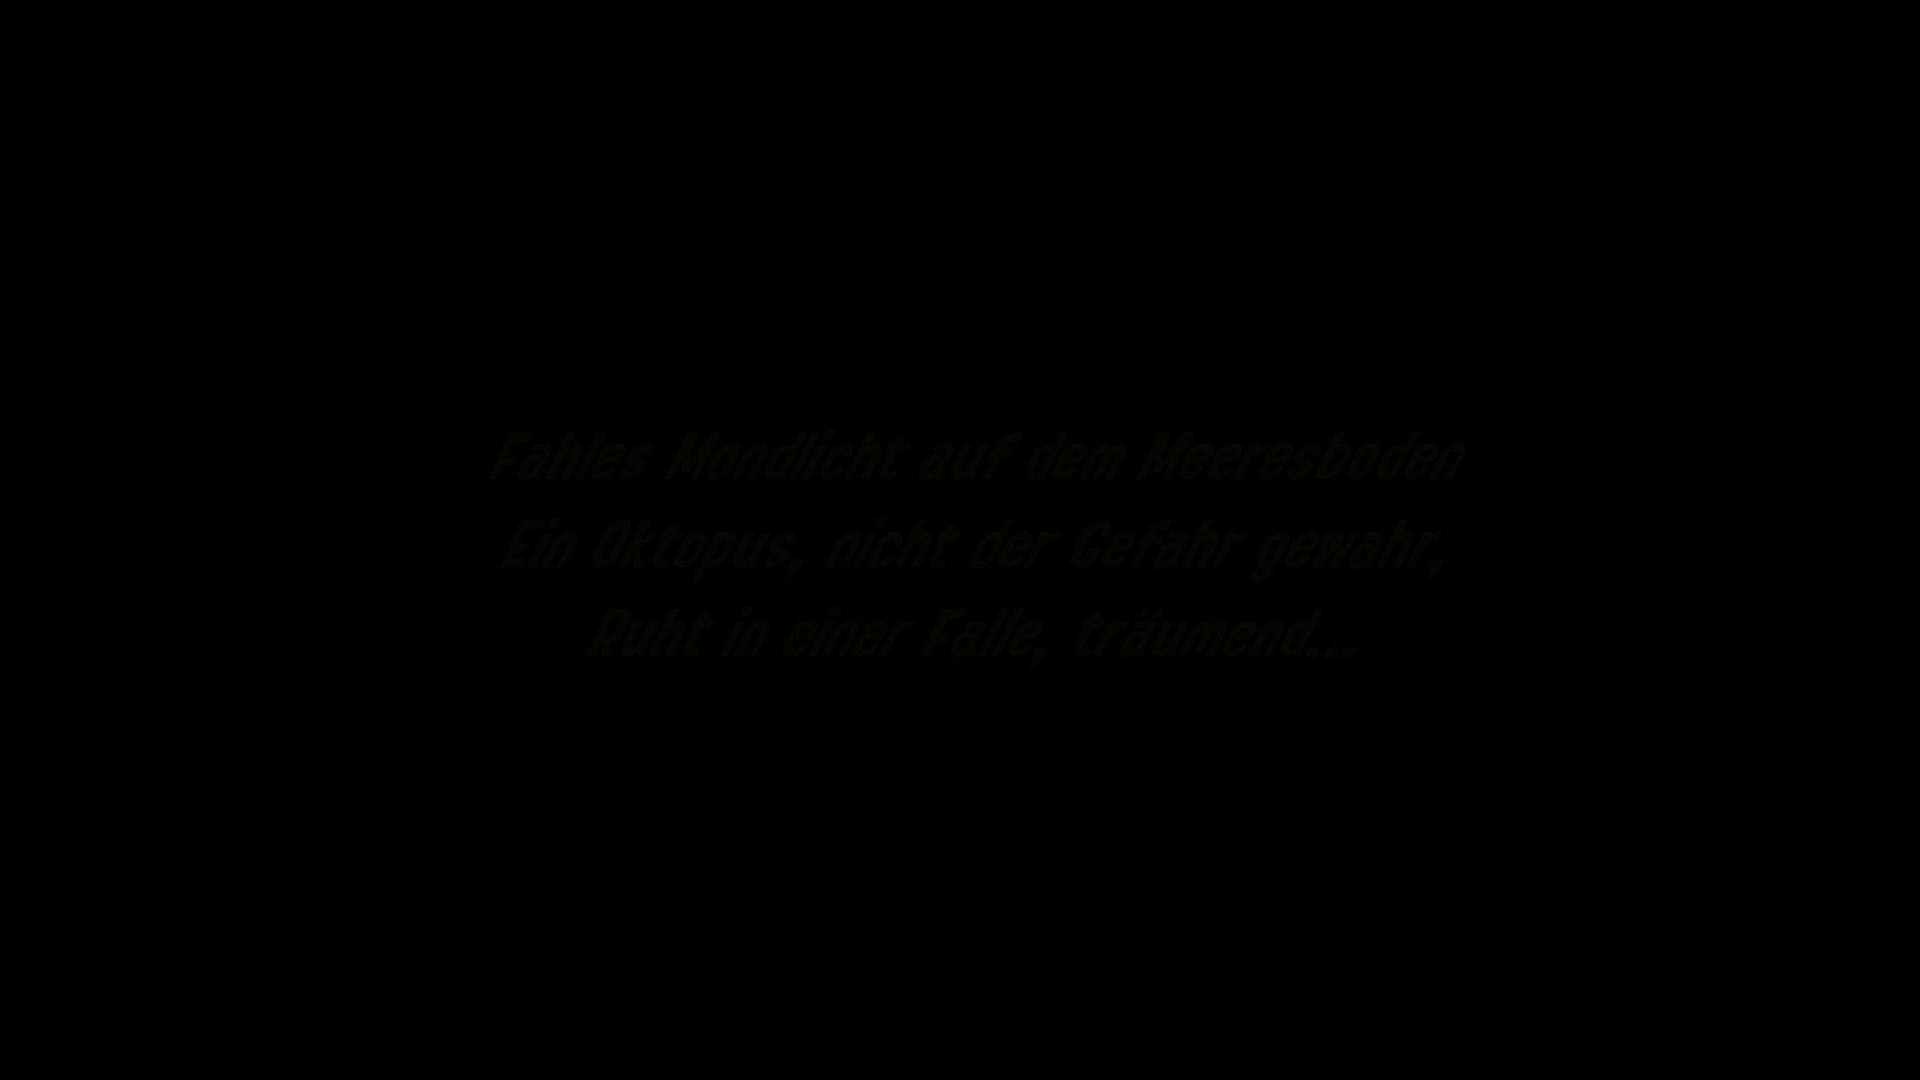 Fahles Mondlicht auf dem Meeresboden
Ein Oktopus, nicht der Gefahr gewahr,
Ruht in einer Falle, träumend...